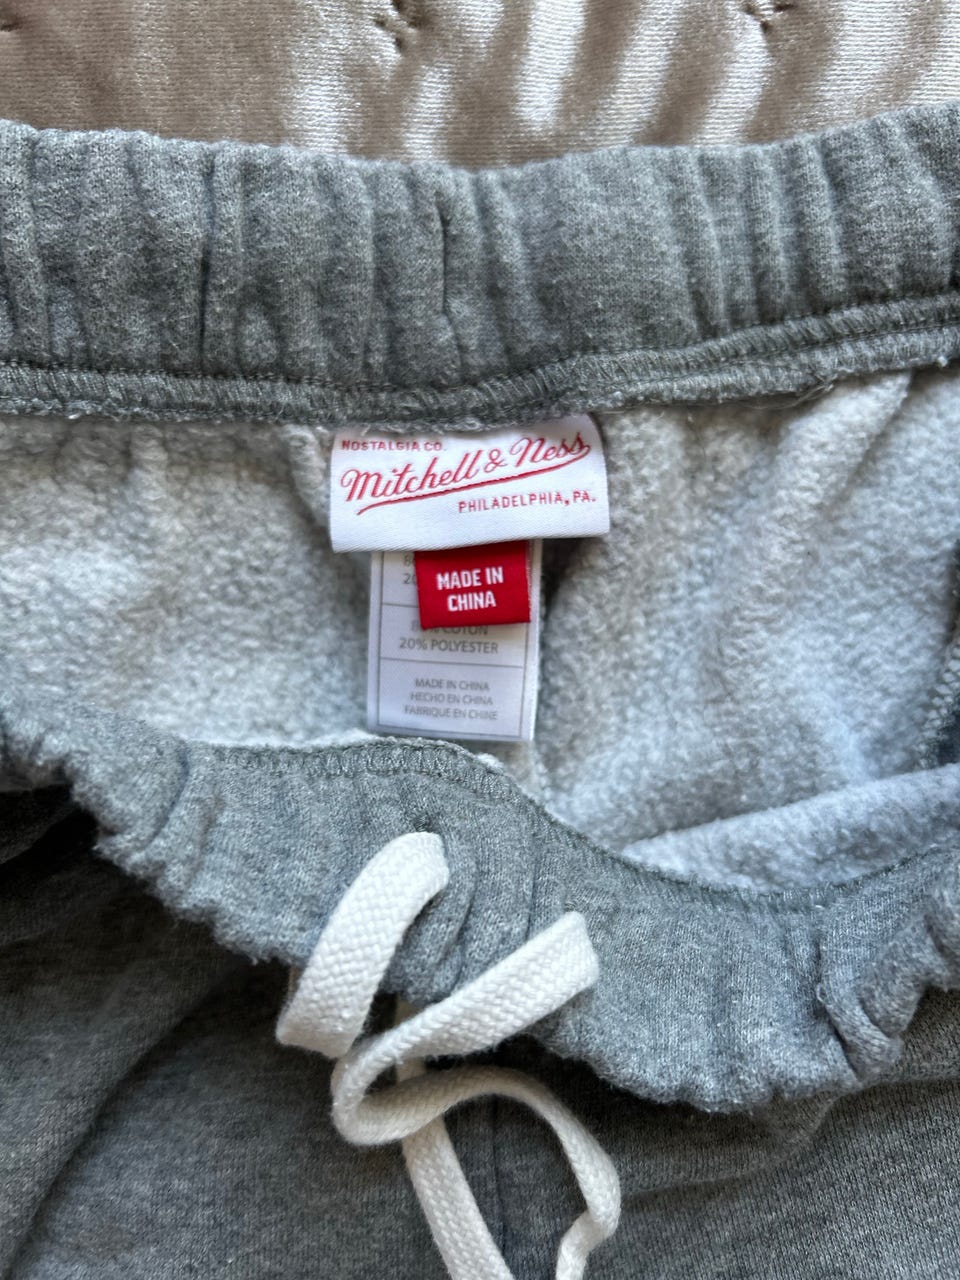 NOSTALGIA CO.
Mitchell & Ness
PHILADELPHIA, PA.
MADE IN
CHINA
20% POLYESTER
MADE IN CHINA
HECHO EN CHINA
FABRIQUE EN CHINE